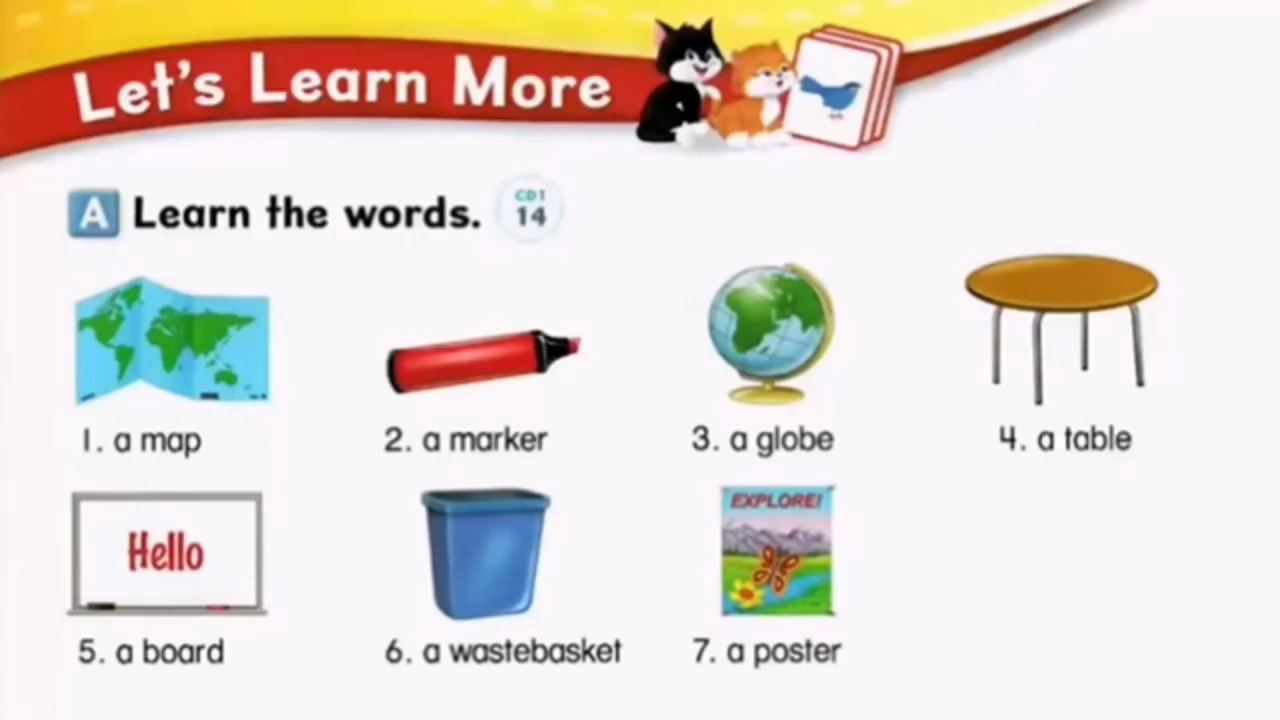 Let's Learn More
A Learn the words. CD1 14
1. a map
2. a marker
3. a globe
4. a table
Hello
EXPLORE!
5. a board
6. a wastebasket
7. a poster